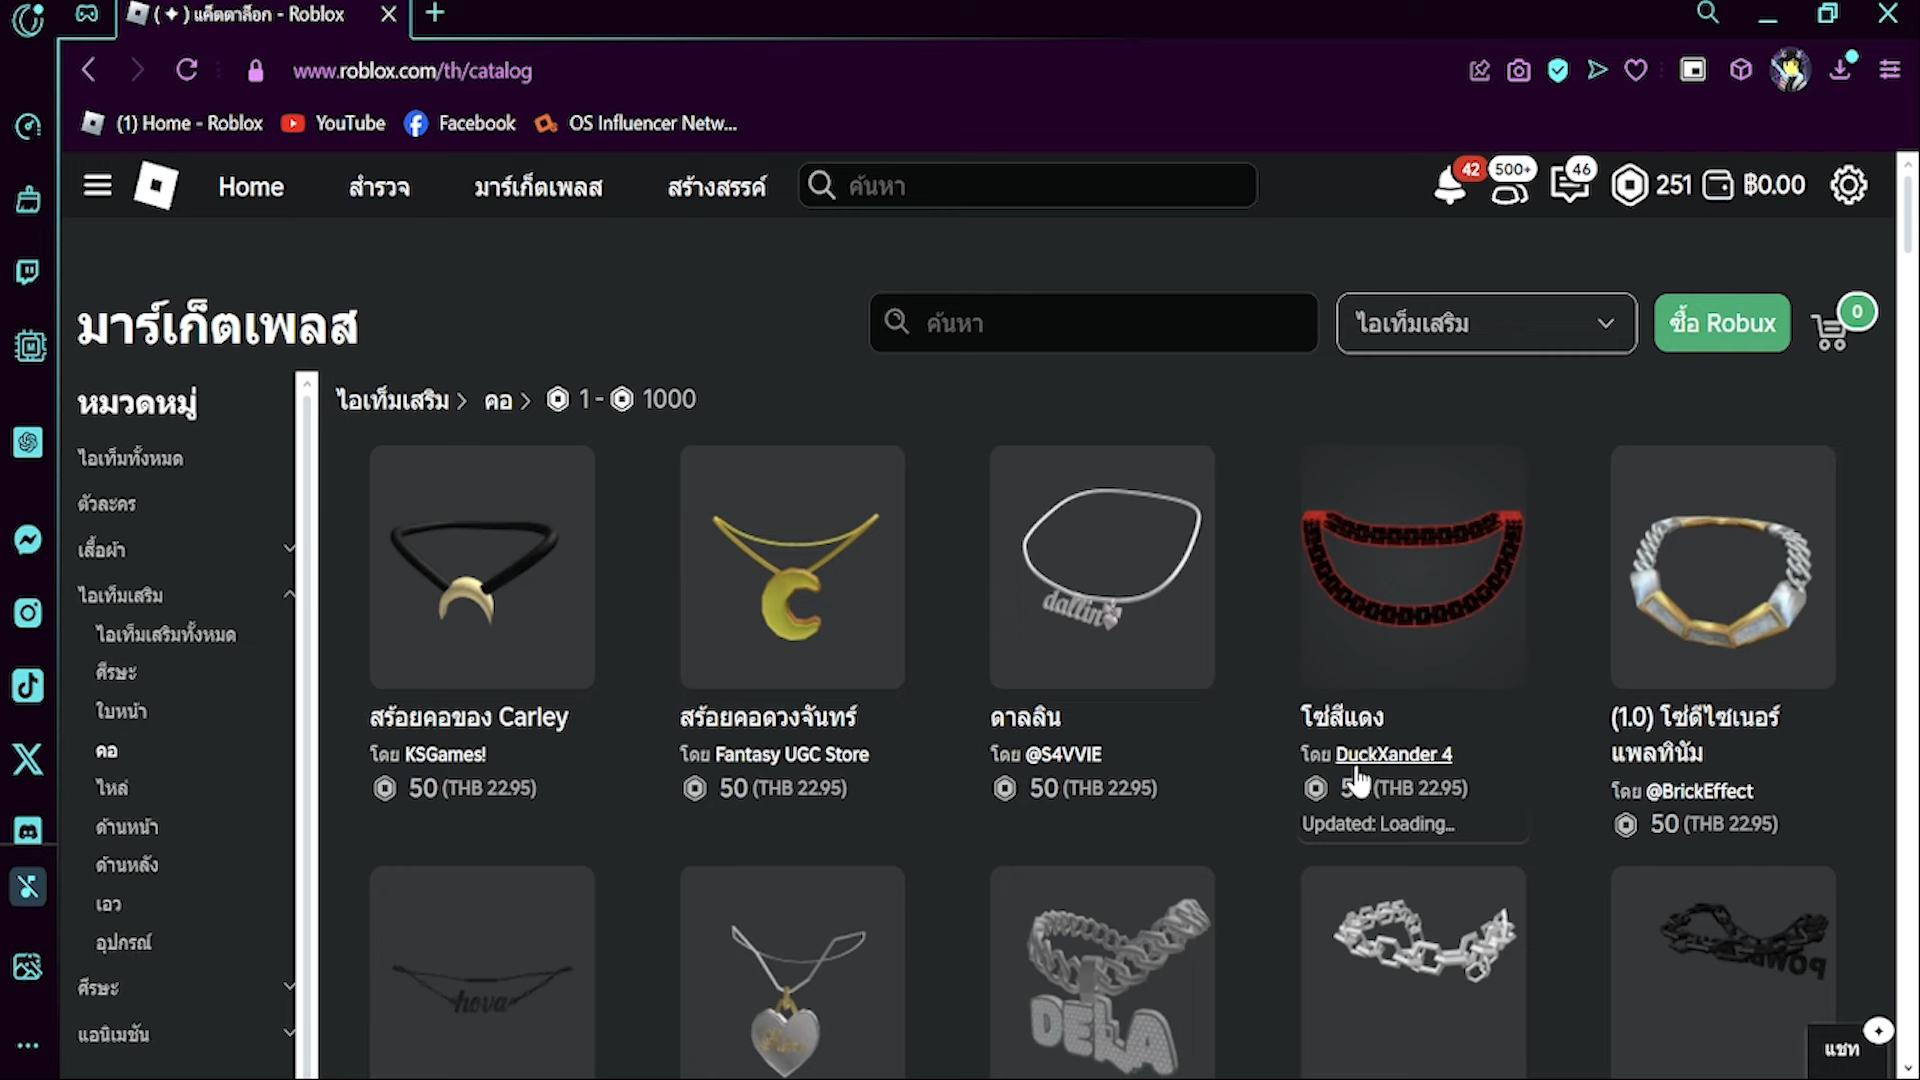 ( ✦ ) แค็ตตาล็อก - Roblox
www.roblox.com/th/catalog
(1) Home - Roblox YouTube Facebook OS Influencer Netw...
Home สำรวจ มาร์เก็ตเพลส สร้างสรรค์ ค้นหา 42 500+ 46 251 ฿0.00
มาร์เก็ตเพลส ค้นหา ไอเท็มเสริม ซื้อ Robux 0
หมวดหมู่
ไอเท็มทั้งหมด
ตัวละคร
เสื้อผ้า
ไอเท็มเสริม
ไอเท็มเสริมทั้งหมด
ศีรษะ
ใบหน้า
คอ
ไหล่
ด้านหน้า
ด้านหลัง
เอว
อุปกรณ์
ศีรษะ
แอนิเมชัน
ไอเท็มเสริม > คอ > 1 - 1000
dallin
สร้อยคอของ Carley
โดย KSGames!
50 (THB 22.95)
สร้อยคอดวงจันทร์
โดย Fantasy UGC Store
50 (THB 22.95)
ดาลลิน
โดย @S4VVIE
50 (THB 22.95)
โซ่สีแดง
โดย DuckXander 4
(THB 22.95)
Updated: Loading...
(1.0) โซ่ดีไซเนอร์
แพลทินัม
โดย @BrickEffect
50 (THB 22.95)
hova
DELA
แชท